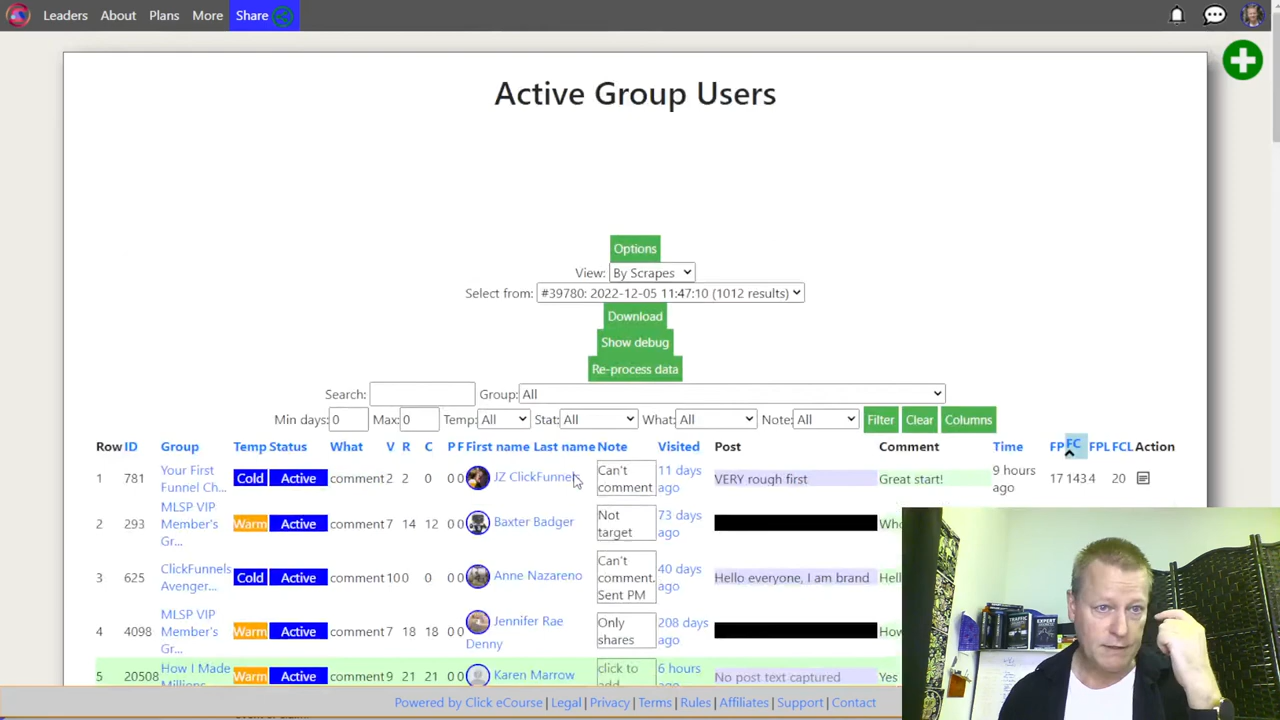 Leaders About Plans More Share
Active Group Users
Options
View: By Scrapes
Select from: #39780: 2022-12-05 11:47:10 (1012 results)
Download
Show debug
Re-process data
Search: Group: All
Min days: 0 Max: 0 Temp: All Stat: All What: All Note: All Filter Clear Columns
Row ID Group Temp Status What V R C P F First name Last name Note Visited Post Comment Time FP FC FPL FCL Action
1 781 Your First Funnel Ch... Cold Active comment 2 2 0 0 0 JZ ClickFunnel Can't comment 11 days ago VERY rough first Great start! 9 hours ago 17 143 4 20
2 293 MLSP VIP Member's Gr... Warm Active comment 7 14 12 0 0 Baxter Badger Not target 73 days ago Who
3 625 ClickFunnels Avenger... Cold Active comment 10 0 0 0 0 Anne Nazareno Can't comment. Sent PM 40 days ago Hello everyone, I am brand Hell
4 4098 MLSP VIP Member's Gr... Warm Active comment 7 18 18 0 0 Jennifer Rae Denny Only shares 208 days ago How
5 20508 How I Made Millions Warm Active comment 9 21 21 0 0 Karen Marrow click to add 6 hours No post text captured Yes
Powered by Click eCourse | Legal | Privacy | Terms | Rules | Affiliates | Support | Contact
TRAFFIC
EXPERT